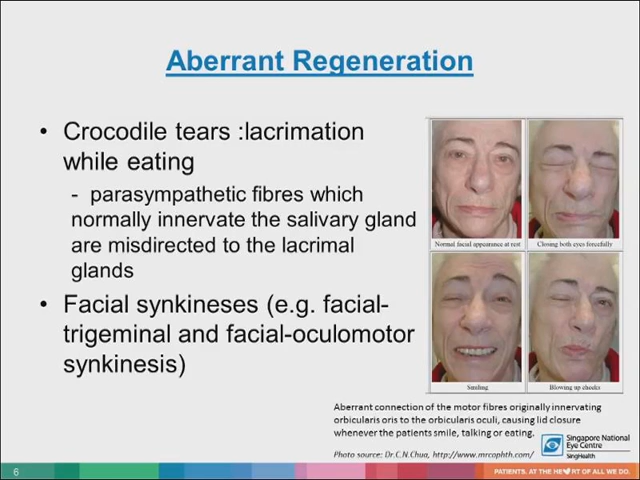 Aberrant Regeneration
• Crocodile tears :lacrimation
while eating
- parasympathetic fibres which
normally innervate the salivary gland
are misdirected to the lacrimal
glands
• Facial synkineses (e.g. facial-
trigeminal and facial-oculomotor
synkinesis)
Normal facial appearance at rest
Closing both eyes forcefully
Smiling
Blowing up cheeks
Aberrant connection of the motor fibres originally innervating
orbicularis oris to the orbicularis oculi, causing lid closure
whenever the patients smile, talking or eating.
Photo source: Dr.C.N.Chua, http://www.mrcophth.com/
Singapore National
Eye Centre
SingHealth
6
PATIENTS. AT THE HE♥RT OF ALL WE DO.